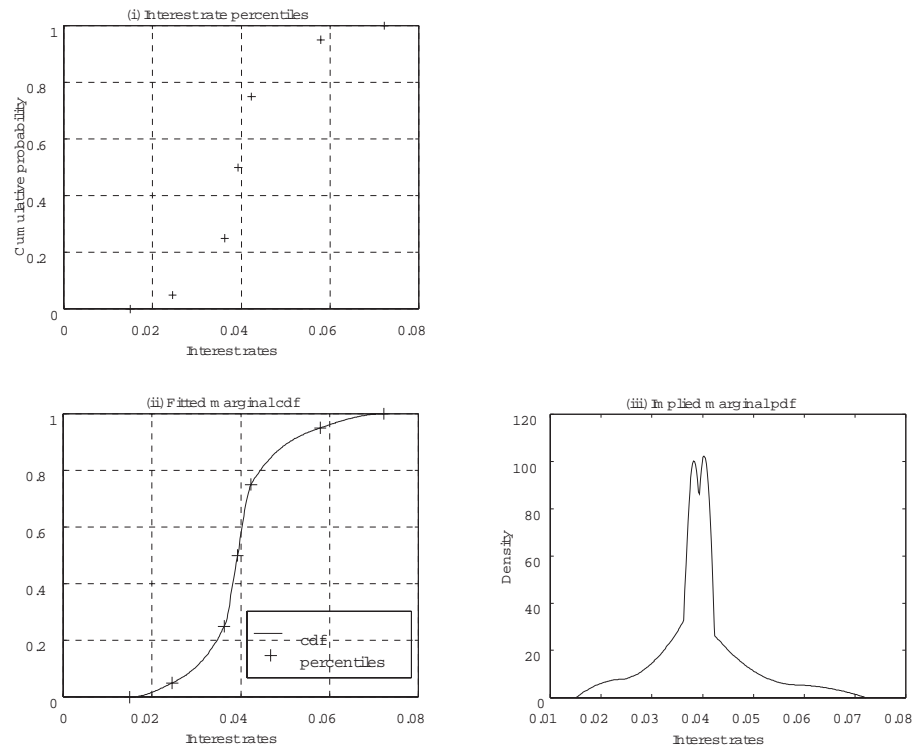 (i) Interest rate percentiles
Cumulative probability
1
0.8
0.6
0.4
0.2
0
0 0.02 0.04 0.06 0.08
Interest rates
(ii) Fitted marginal cdf
1
0.8
0.6
0.4
0.2
0
cdf
percentiles
0 0.02 0.04 0.06 0.08
Interest rates
(iii) Implied marginal pdf
Density
120
100
80
60
40
20
0
0.01 0.02 0.03 0.04 0.05 0.06 0.07 0.08
Interest rates